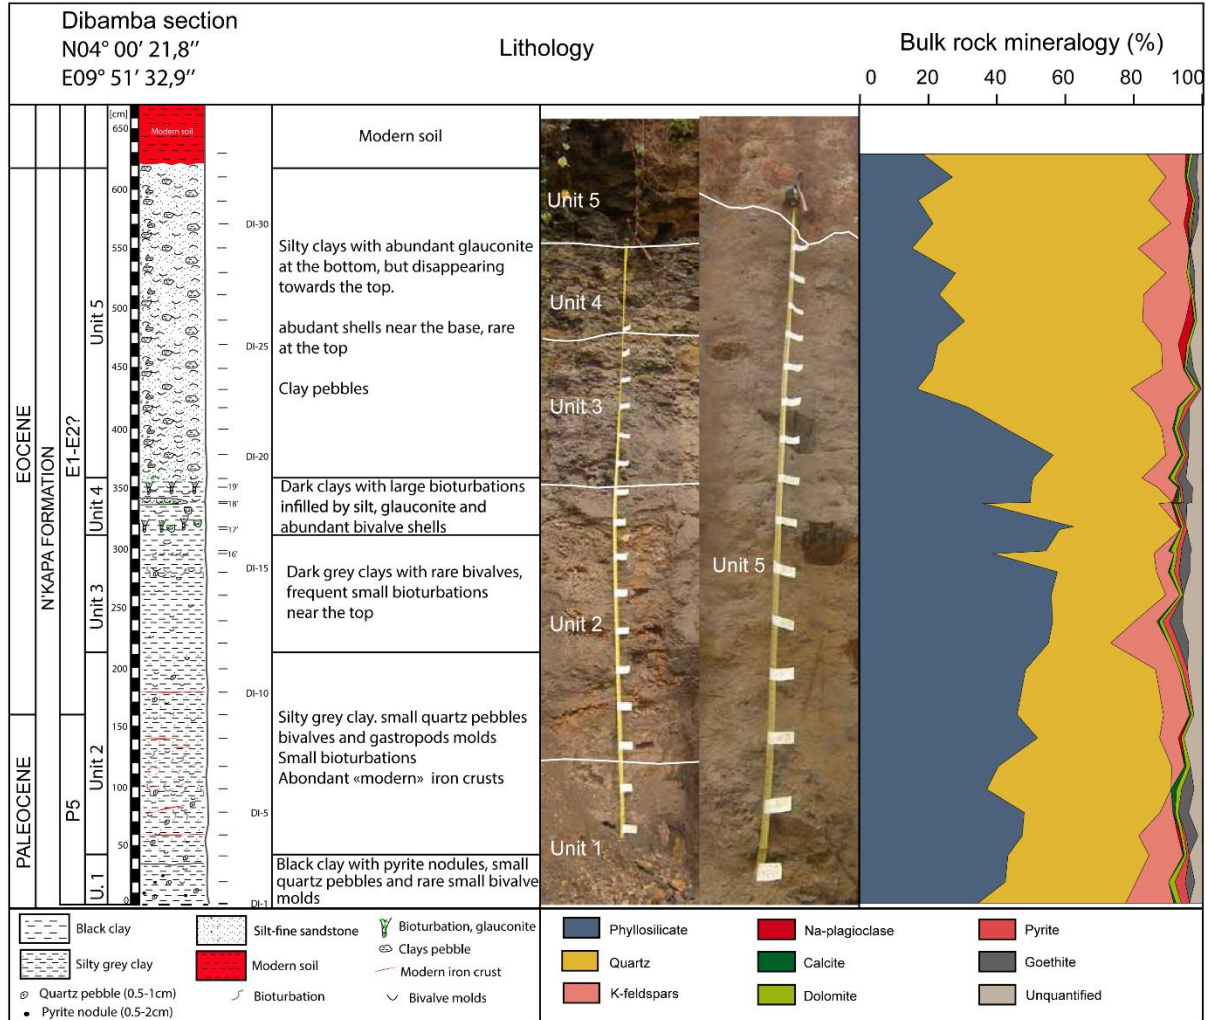 Dibamba section
N04° 00' 21,8''
E09° 51' 32,9''
Lithology
Bulk rock mineralogy (%)
0 20 40 60 80 100
[cm]
650
600
550
500
450
400
350
300
250
200
150
100
50
0
Modern soil
EOCENE
PALEOCENE
N'KAPA FORMATION
E1-E2??
P5
Unit 5
Unit 4
Unit 3
Unit 2
U. 1
DI-30
DI-25
DI-20
19'
18'
17'
16'
DI-15
DI-10
DI-5
DI-1
Modern soil
Silty clays with abundant glauconite
at the bottom, but disappearing
towards the top.
abudant shells near the base, rare
at the top
Clay pebbles
Dark clays with large bioturbations
infilled by silt, glauconite and
abundant bivalve shells
Dark grey clays with rare bivalves,
frequent small bioturbations
near the top
Silty grey clay. small quartz pebbles
bivalves and gastropods molds
Small bioturbations
Abondant «modern» iron crusts
Black clay with pyrite nodules, small
quartz pebbles and rare small bivalve
molds
Unit 5
Unit 4
Unit 3
Unit 2
Unit 1
Unit 5
Black clay
Silty grey clay
Quartz pebble (0.5-1cm)
Pyrite nodule (0.5-2cm)
Silt-fine sandstone
Modern soil
Bioturbation
Bioturbation, glauconite
Clays pebble
Modern iron crust
Bivalve molds
Phyllosilicate
Quartz
K-feldspars
Na-plagioclase
Calcite
Dolomite
Pyrite
Goethite
Unquantified